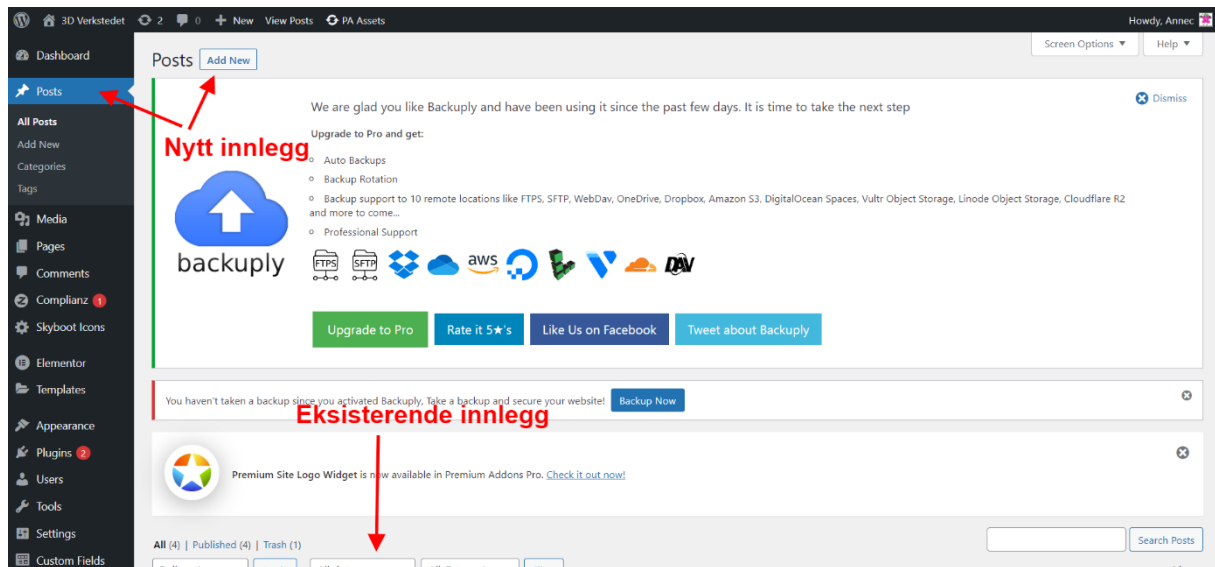 3D Verkstedet 2 0 + New View Posts PA Assets Howdy, Annec
Dashboard
Posts
All Posts
Add New
Categories
Tags
Media
Pages
Comments
Complianz 1
Skyboot Icons
Elementor
Templates
Appearance
Plugins 2
Users
Tools
Settings
Custom Fields
Screen Options ▼ Help ▼
Posts Add New
Nytt innlegg
We are glad you like Backuply and have been using it since the past few days. It is time to take the next step
Dismiss
Upgrade to Pro and get:
Auto Backups
Backup Rotation
Backup support to 10 remote locations like FTPS, SFTP, WebDav, OneDrive, Dropbox, Amazon S3, DigitalOcean Spaces, Vultr Object Storage, Linode Object Storage, Cloudflare R2
and more to come...
Professional Support
backuply
FTPS SFTP aws DAV
Upgrade to Pro Rate it 5★'s Like Us on Facebook Tweet about Backuply
You haven't taken a backup since you activated Backuply, Take a backup and secure your website! Backup Now
Eksisterende innlegg
Premium Site Logo Widget is now available in Premium Addons Pro. Check it out now!
All (4) | Published (4) | Trash (1)
Search Posts